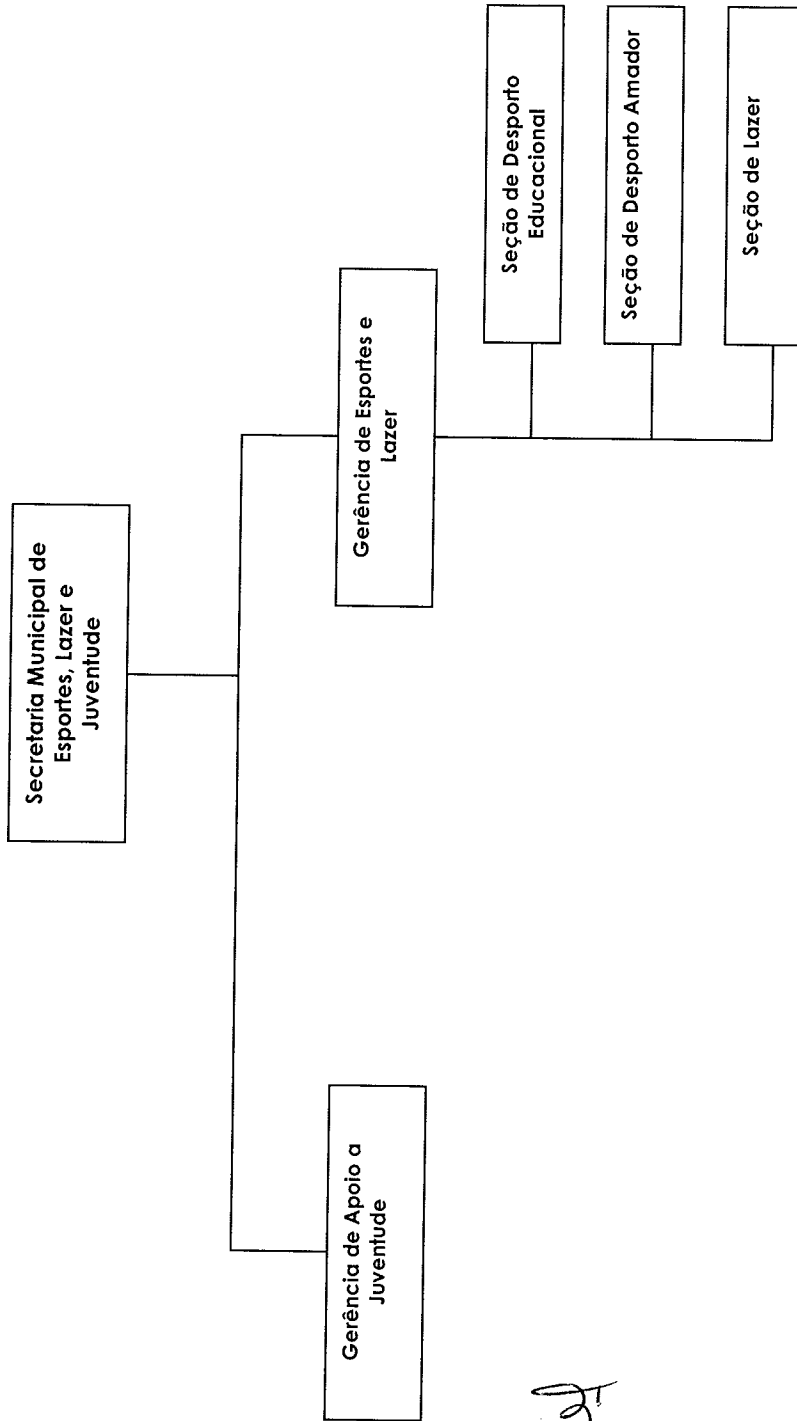 Secretaria Municipal de
Esportes, Lazer e
Juventude
Gerência de Apoio a
Juventude
Gerência de Esportes e
Lazer
Seção de Desporto
Educacional
Seção de Desporto Amador
Seção de Lazer